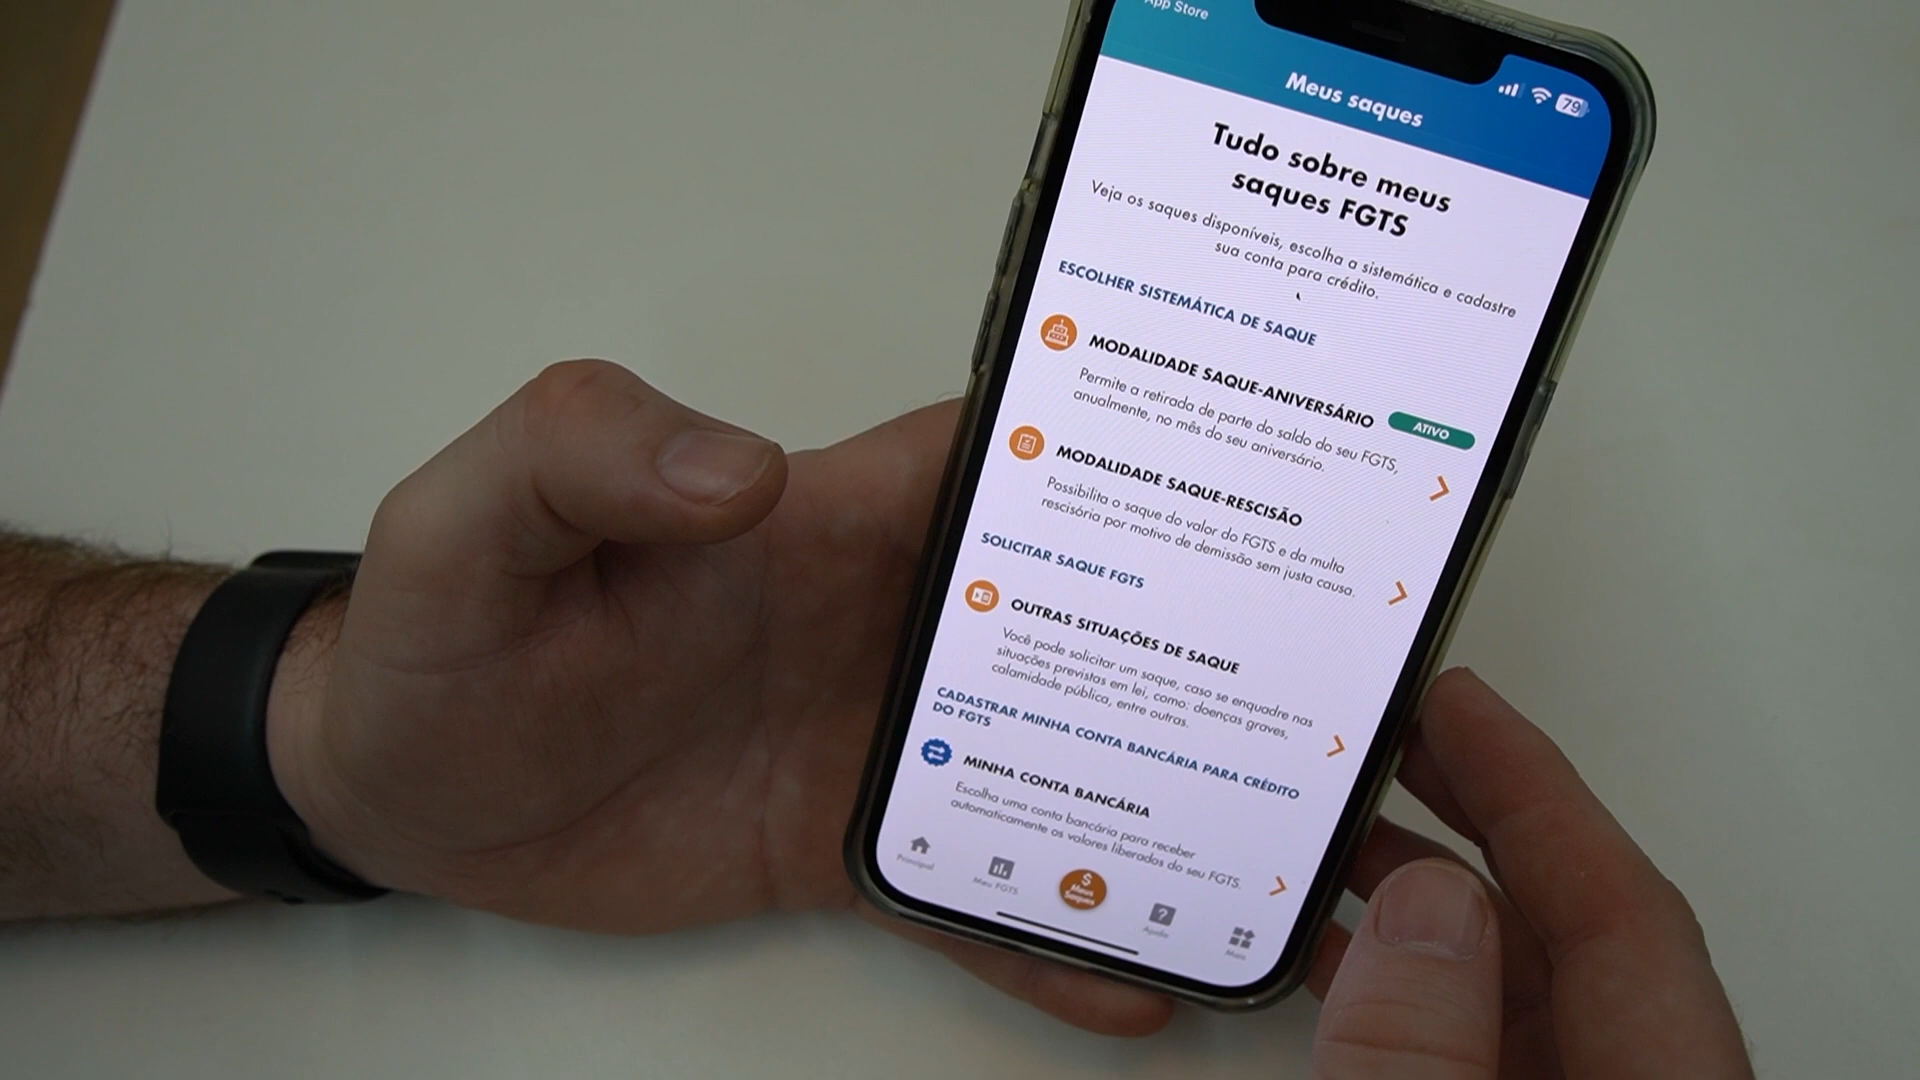 App Store
79
Meus saques
Tudo sobre meus
saques FGTS
Veja os saques disponíveis, escolha a sistemática e cadastre
sua conta para crédito.
ESCOLHER SISTEMÁTICA DE SAQUE
MODALIDADE SAQUE-ANIVERSÁRIO
ATIVO
Permite a retirada de parte do saldo do seu FGTS,
anualmente, no mês do seu aniversário.
MODALIDADE SAQUE-RESCISÃO
Possibilita o saque do valor do FGTS e da multa
rescisória por motivo de demissão sem justa causa.
SOLICITAR SAQUE FGTS
OUTRAS SITUAÇÕES DE SAQUE
Você pode solicitar um saque, caso se enquadre nas
situações previstas em lei, como: doenças graves,
calamidade pública, entre outras.
CADASTRAR MINHA CONTA BANCÁRIA PARA CRÉDITO
DO FGTS
MINHA CONTA BANCÁRIA
Escolha uma conta bancária para receber
automaticamente os valores liberados do seu FGTS.
Principal
Meu FGTS
$
Meus
Saques
?
Ajuda
Mais